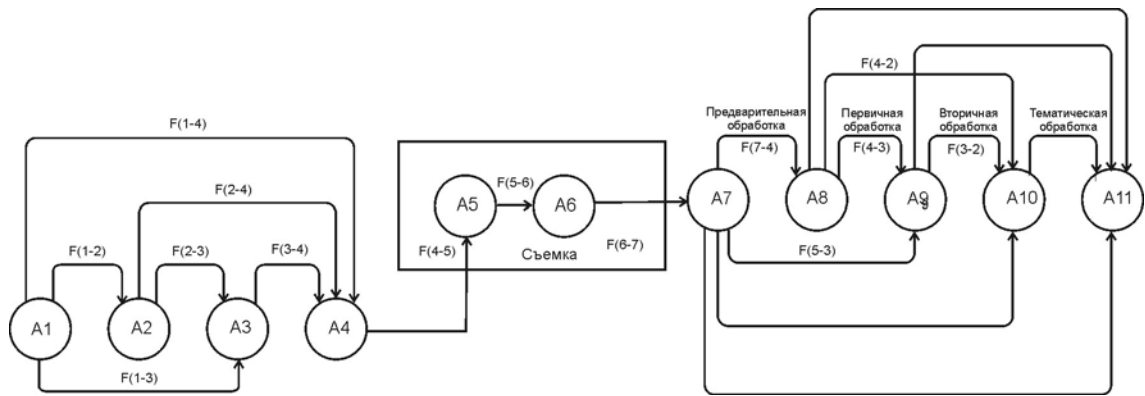 F(1-4)
F(2-4)
F(1-2)
F(2-3)
F(3-4)
A1
A2
A3
A4
F(1-3)
F(4-5)
A5
F(5-6)
A6
F(6-7)
Съемка
F(4-2)
Предварительная
обработка
F(7-4)
Первичная
обработка
F(4-3)
Вторичная
обработка
F(3-2)
Тематическая
обработка
A7
A8
A9
9
A10
A11
F(5-3)